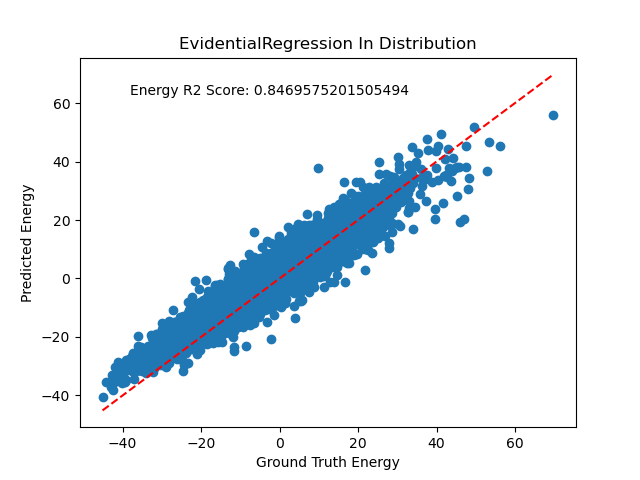 EvidentialRegression In Distribution
Energy R2 Score: 0.8469575201505494
Predicted Energy
60
40
20
0
−20
−40
−40 −20 0 20 40 60
Ground Truth Energy